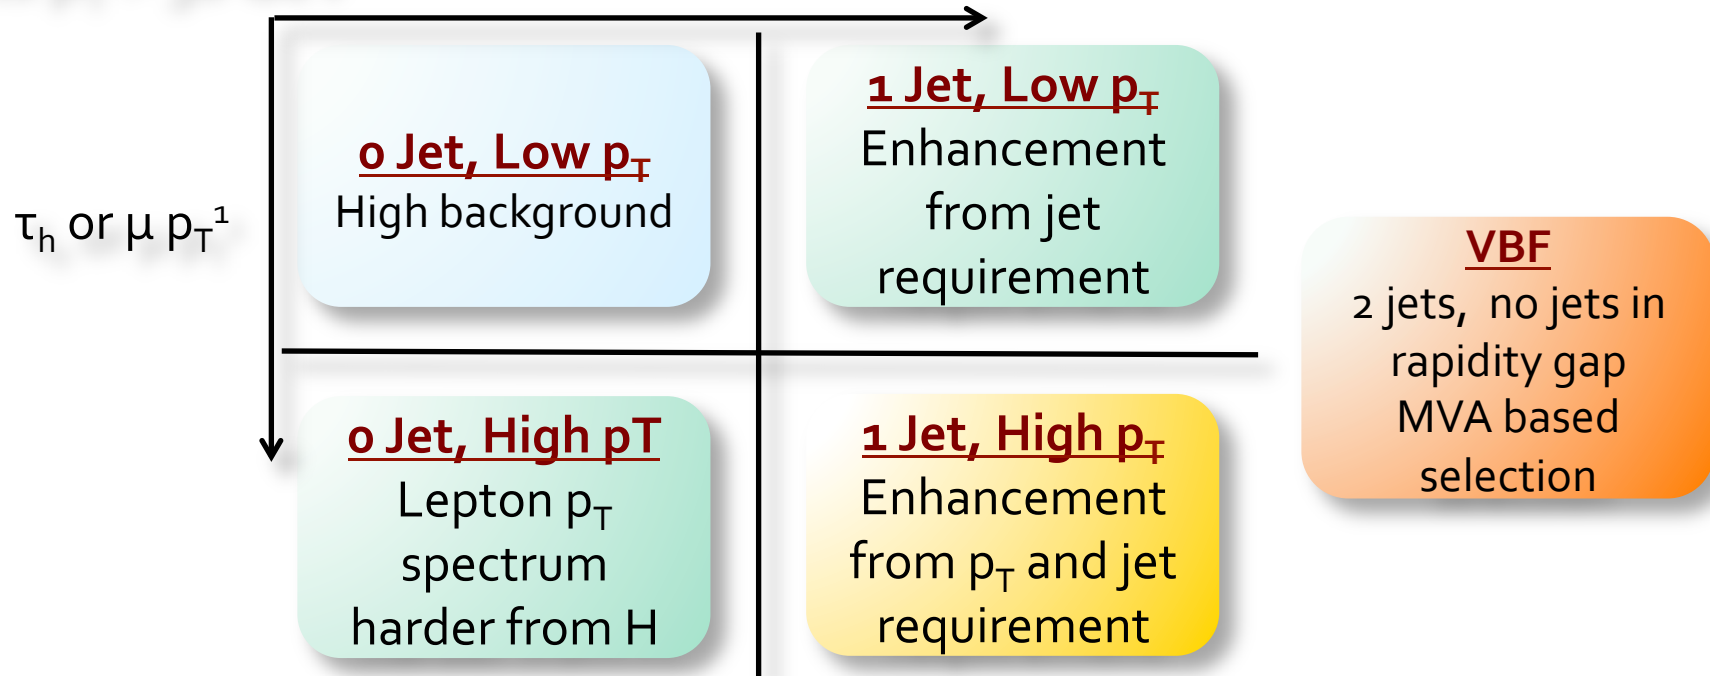 0 Jet, Low pT
High background
1 Jet, Low pT
Enhancement
from jet
requirement
τh or μ pT1
VBF
2 jets,  no jets in
rapidity gap
MVA based
selection
0 Jet, High pT
Lepton pT
spectrum
harder from H
1 Jet, High pT
Enhancement
from pT and jet
requirement